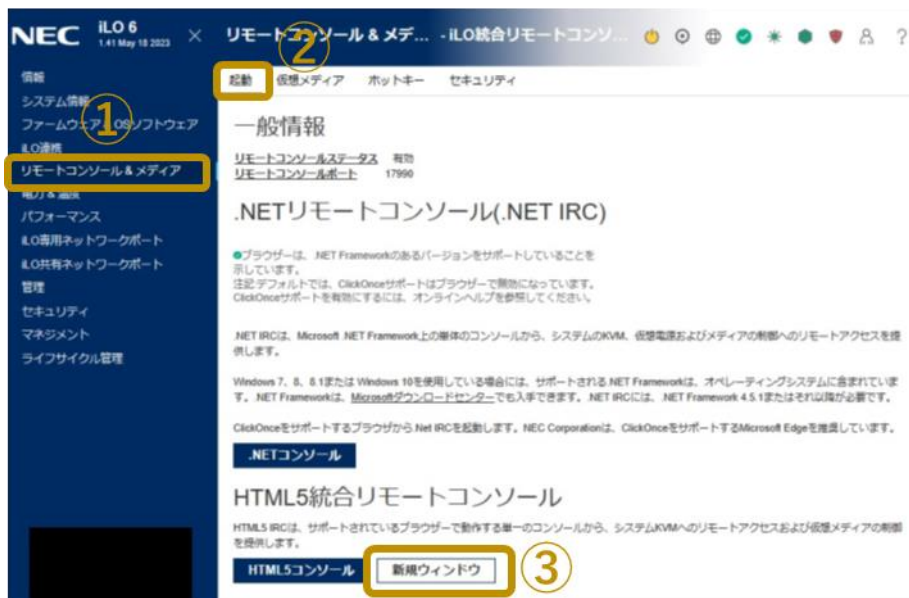 NEC iLO 6
1.41 May 18 2023
リモートコンソール & メデ... - iLO統合リモートコンソ...
②
起動 仮想メディア ホットキー セキュリティ
情報
システム情報
①
ファームウェア OSソフトウェア
iLO連携
リモートコンソール & メディア
電力 & 温度
パフォーマンス
iLO専用ネットワークポート
iLO共有ネットワークポート
管理
セキュリティ
マネジメント
ライフサイクル管理
一般情報
リモートコンソールステータス 有効
リモートコンソールポート 17990
.NETリモートコンソール(.NET IRC)
ブラウザーは、.NET Frameworkのあるバージョンをサポートしていることを
示しています。
注記:デフォルトでは、ClickOnceサポートはブラウザーで無効になっています。
ClickOnceサポートを有効にするには、オンラインヘルプを参照してください。
.NET IRCは、Microsoft .NET Framework上の単体のコンソールから、システムのKVM、仮想電源およびメディアの制御へのリモートアクセスを提
供します。
Windows 7、8、8.1または Windows 10を使用している場合には、サポートされる.NET Frameworkは、オペレーティングシステムに含まれていま
す。.NET Frameworkは、Microsoftダウンロードセンターでも入手できます。.NET IRCには、.NET Framework 4.5.1またはそれ以降が必要です。
ClickOnceをサポートするブラウザから.Net IRCを起動します。NEC Corporationは、ClickOnceをサポートするMicrosoft Edgeを推奨しています。
.NETコンソール
HTML5統合リモートコンソール
HTML5 IRCは、サポートされているブラウザーで動作する単一のコンソールから、システムKVMへのリモートアクセスおよび仮想メディアの制御
を提供します。
HTML5コンソール 新規ウィンドウ ③